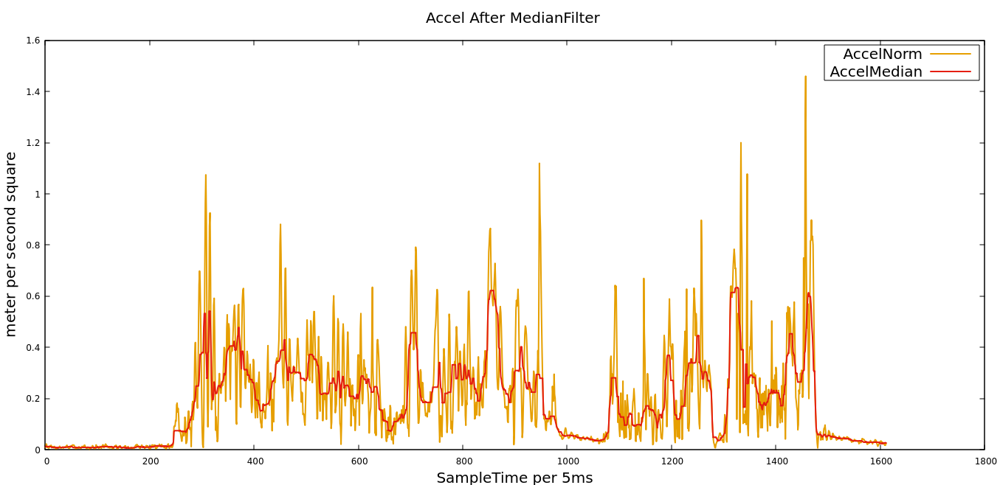 Accel After MedianFilter
1.6
1.4
1.2
1
0.8
0.6
0.4
0.2
0
meter per second square
AccelNorm
AccelMedian
0 200 400 600 800 1000 1200 1400 1600 1800
SampleTime per 5ms